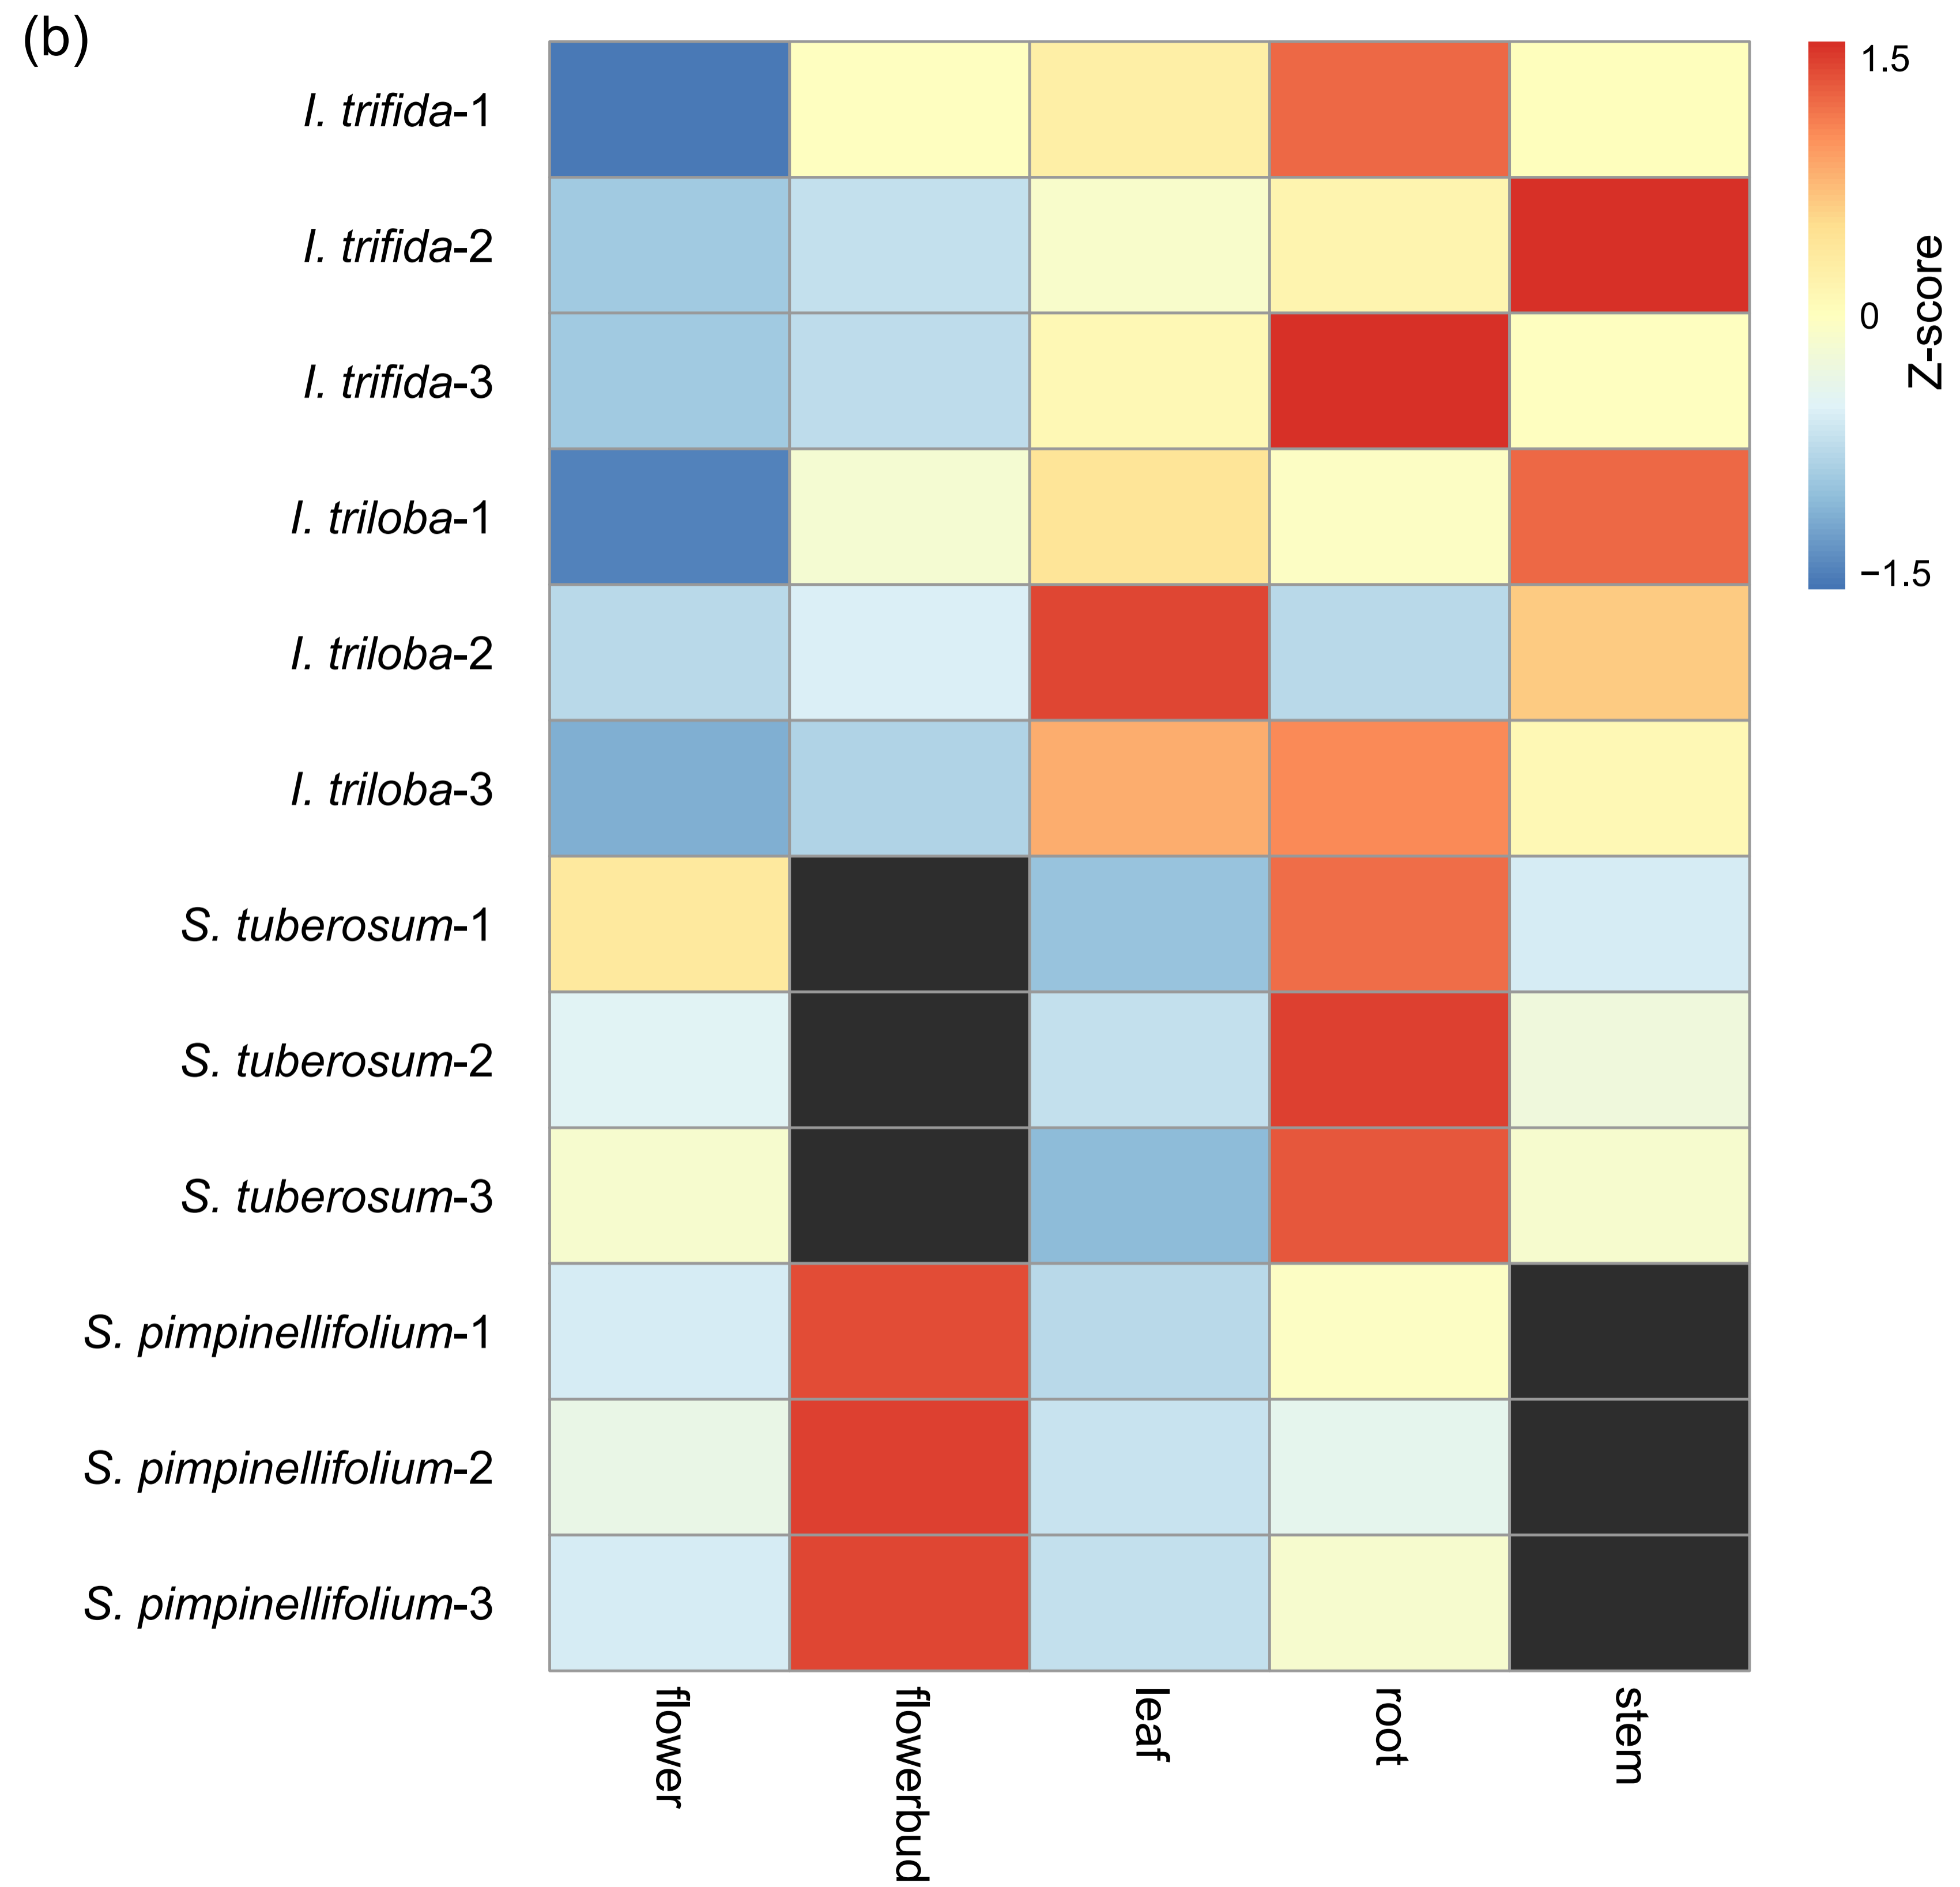 (b)
I. trifida-1
I. trifida-2
I. trifida-3
I. triloba-1
I. triloba-2
I. triloba-3
S. tuberosum-1
S. tuberosum-2
S. tuberosum-3
S. pimpinellifolium-1
S. pimpinellifolium-2
S. pimpinellifolium-3
flower
flowerbud
leaf
root
stem
1.5
0
−1.5
Z-score